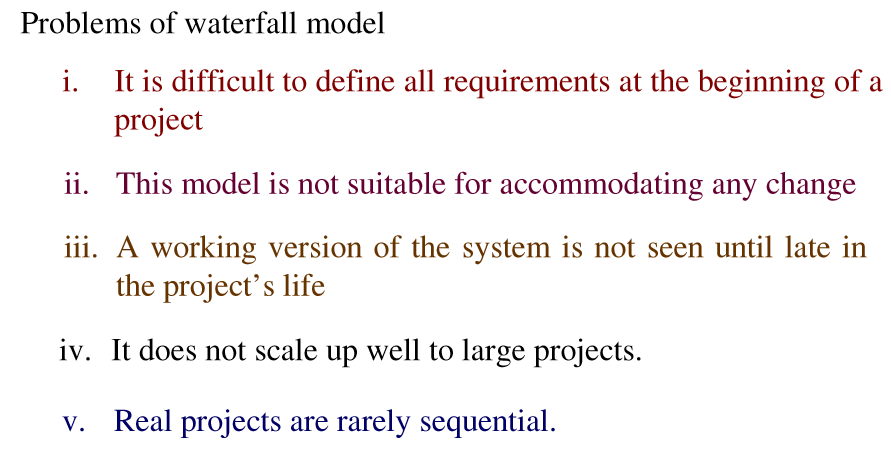 Problems of waterfall model
i. It is difficult to define all requirements at the beginning of a
project
ii. This model is not suitable for accommodating any change
iii. A working version of the system is not seen until late in
the project’s life
iv. It does not scale up well to large projects.
v. Real projects are rarely sequential.